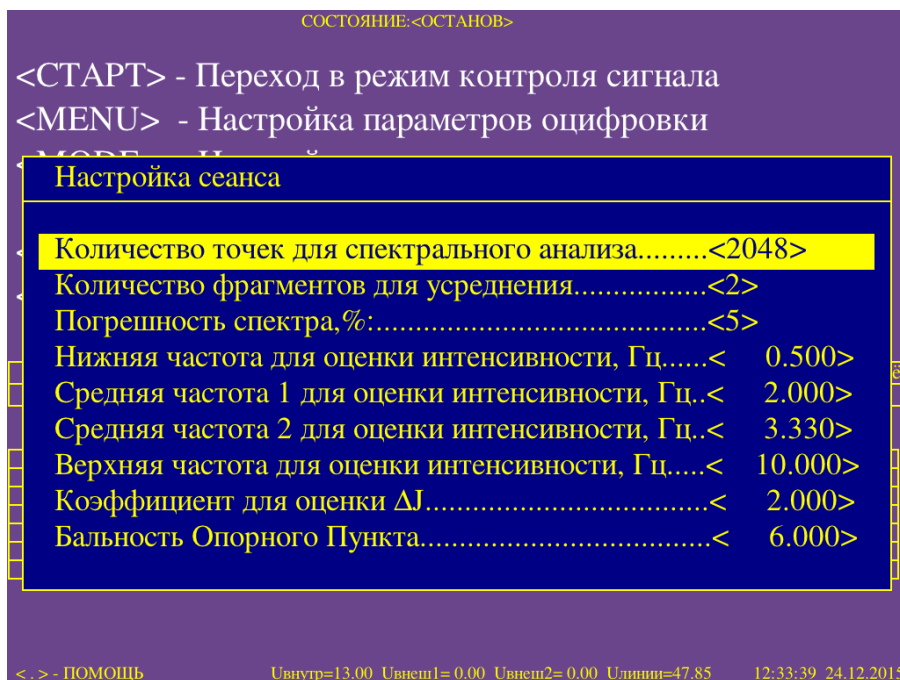 СОСТОЯНИЕ:<ОСТАНОВ>
<СТАРТ> - Переход в режим контроля сигнала
<MENU> - Настройка параметров оцифровки
Настройка сеанса
Количество точек для спектрального анализа.........<2048>
Количество фрагментов для усреднения.................<2>
Погрешность спектра,%:..........................................<5>
Нижняя частота для оценки интенсивности, Гц......< 0.500>
Средняя частота 1 для оценки интенсивности, Гц..< 2.000>
Средняя частота 2 для оценки интенсивности, Гц..< 3.330>
Верхняя частота для оценки интенсивности, Гц.....< 10.000>
Коэффициент для оценки ΔJ....................................< 2.000>
Бальность Опорного Пункта.....................................< 6.000>
< . > - ПОМОЩЬ Uвнутр=13.00 Uвнеш1= 0.00 Uвнеш2= 0.00 Uлинии=47.85 12:33:39 24.12.2015